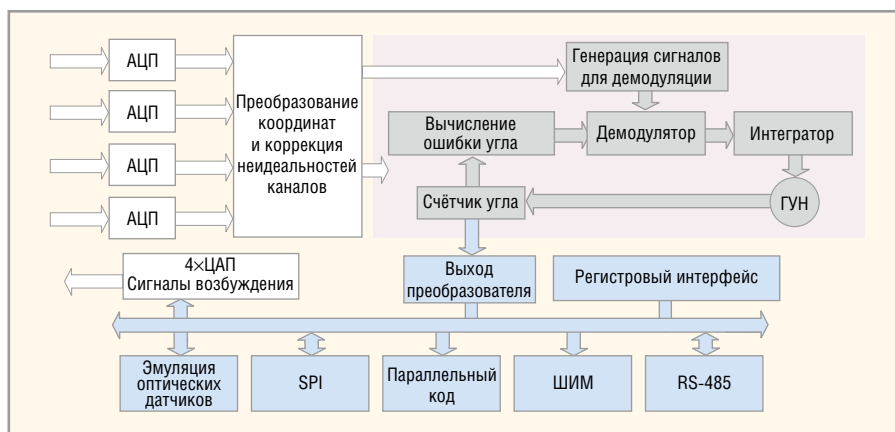 АЦП
АЦП
АЦП
АЦП
Преобразование
координат
и коррекция
неидеальностей
каналов
Генерация сигналов
для демодуляции
Вычисление
ошибки угла
Демодулятор
Интегратор
Счётчик угла
ГУН
4×ЦАП
Сигналы возбуждения
Выход
преобразователя
Регистровый интерфейс
Эмуляция
оптических
датчиков
SPI
Параллельный
код
ШИМ
RS-485